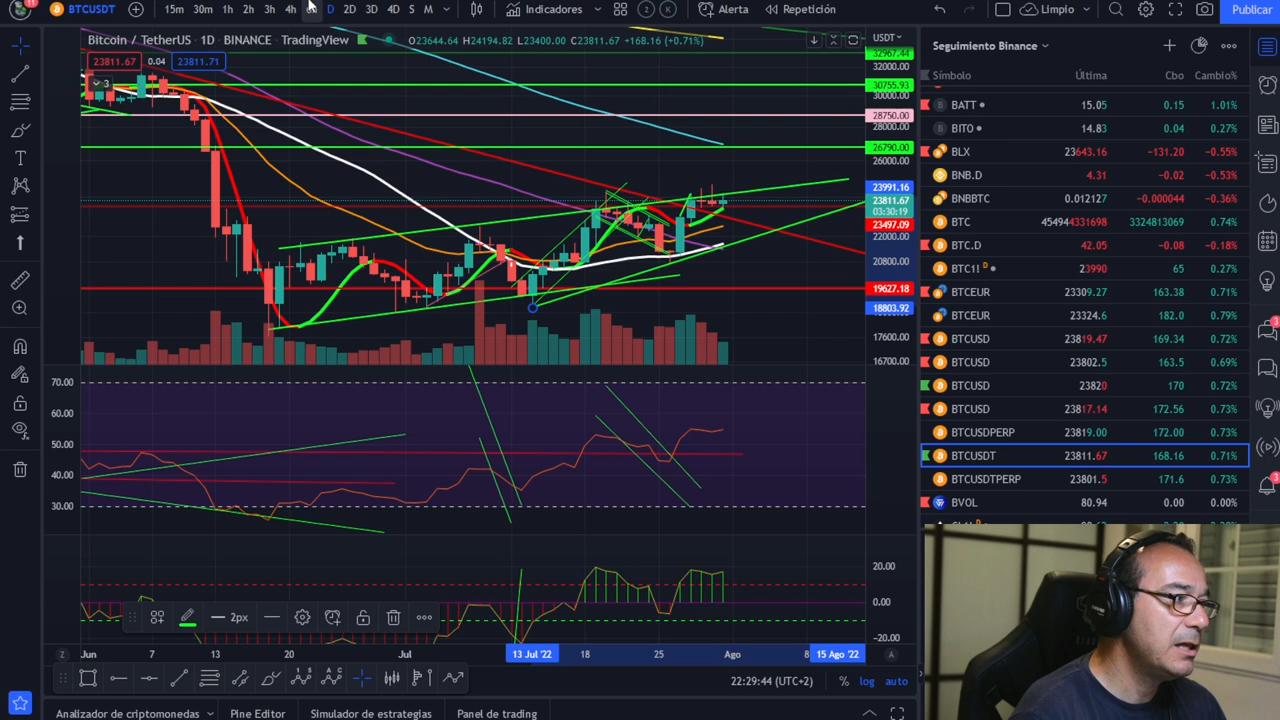 11 BTCUSDT 15m 30m 1h 2h 3h 4h D 2D 3D 4D S M Indicadores 2 K Alerta Repetición Limpio Publicar
Bitcoin / TetherUS · 1D · BINANCE · TradingView O23644.64 H24194.82 L23400.00 C23811.67 +168.16 (+0.71%)
23811.67 0.04 23811.71
3
USDT
32967.44
32000.00
30755.93
30000.00
28750.00
28000.00
26790.00
26000.00
23991.16
23811.67
03:30:19
23497.09
22000.00
20800.00
19627.18
18803.92
17600.00
16700.00
70.00
60.00
50.00
40.00
30.00
20.00
0.00
-20.00
2px
Z Jun 7 13 20 Jul 13 Jul '22 18 25 Ago 8 15 Ago '22 A
22:29:44 (UTC+2) % log auto
Analizador de criptomonedas Pine Editor Simulador de estrategias Panel de trading
Seguimiento Binance
Símbolo Última Cbo Cambio%
BATT 15.05 0.15 1.01%
BITO 14.83 0.04 0.27%
BLX 23643.16 −131.20 −0.55%
BNB.D 4.31 −0.02 −0.53%
BNBBTC 0.012127 −0.000044 −0.36%
BTC 454944331698 3324813069 0.74%
BTC.D 42.05 −0.08 −0.18%
BTC1! D 23990 65 0.27%
BTCEUR 23309.27 163.38 0.71%
BTCEUR 23324.6 182.0 0.79%
BTCUSD 23819.47 169.34 0.72%
BTCUSD 23802.5 163.5 0.69%
BTCUSD 23820 170 0.72%
BTCUSD 23817.14 172.56 0.73%
BTCUSDPERP 23819.00 172.00 0.73%
BTCUSDT 23811.67 168.16 0.71%
BTCUSDTPERP 23801.5 171.6 0.73%
BVOL 80.94 0.00 0.00%